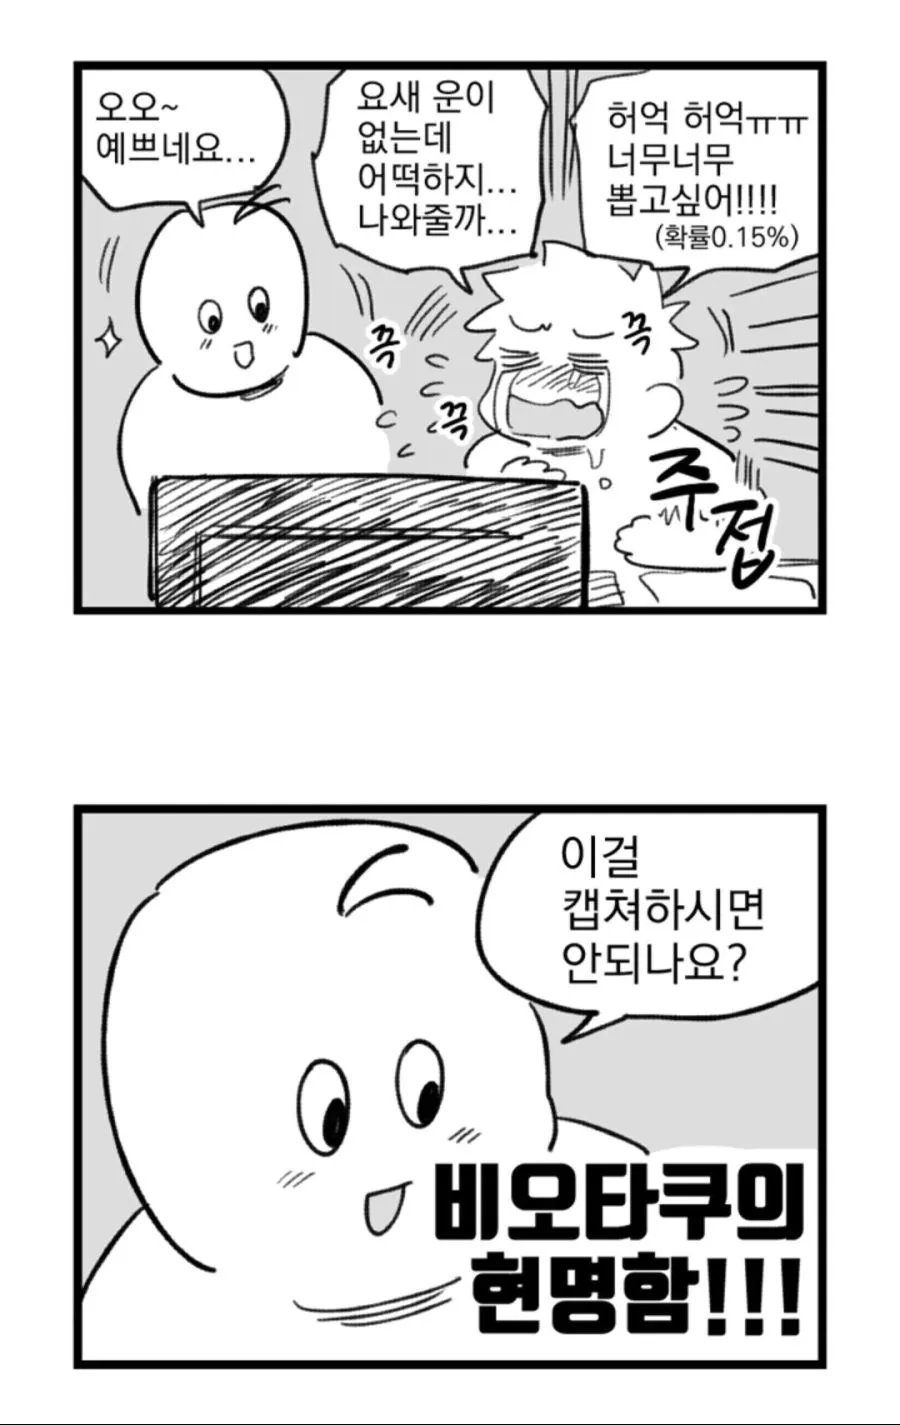 오오~
예쁘네요...
요새 운이
없는데
어떡하지...
나와줄까...
허억 허억ㅠㅠ
너무너무
뽑고싶어!!!!
(확률0.15%)
꼭
꼭
꼭
주접
이걸
캡쳐하시면
안되나요?
비오타쿠의
현명함!!!